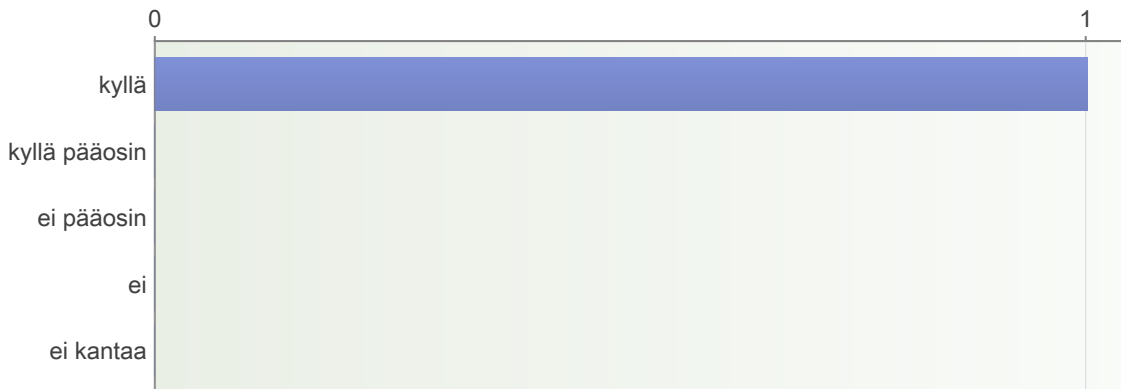 0 1
kyllä
kyllä pääosin
ei pääosin
ei
ei kantaa